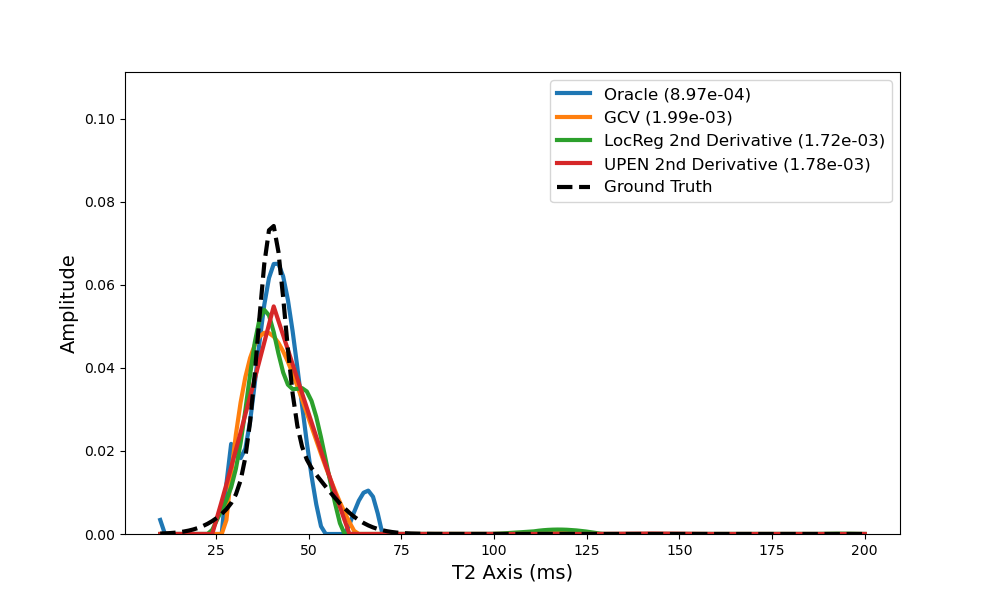 Oracle (8.97e-04)
GCV (1.99e-03)
LocReg 2nd Derivative (1.72e-03)
UPEN 2nd Derivative (1.78e-03)
Ground Truth
0.10
0.08
0.06
0.04
0.02
0.00
Amplitude
25 50 75 100 125 150 175 200
T2 Axis (ms)